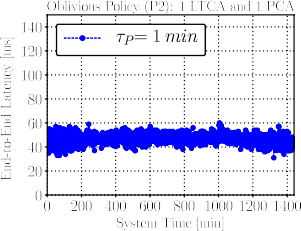 Oblivious Policy (P2): 1 LTCA and 1 PCA
τ_P = 1 min
End-to-End Latency [ms]
140
120
100
80
60
40
20
0
0 200 400 600 800 1000 1200 1400
System Time [min]